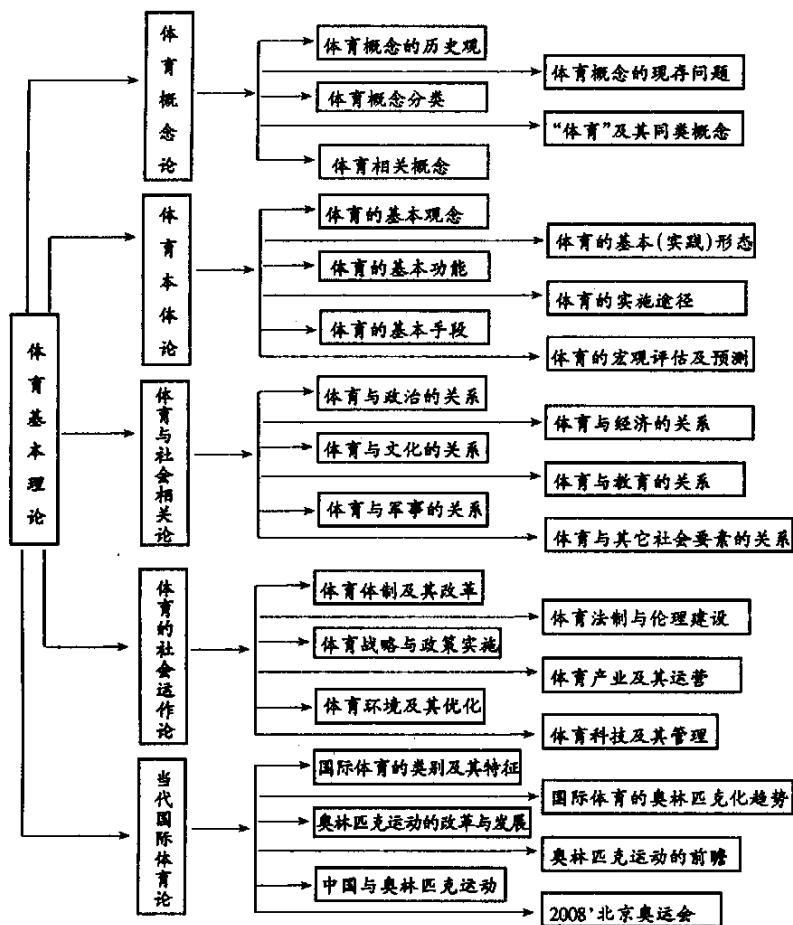 体育基本理论
体育概念论
体育概念的历史观
体育概念的现存问题
体育概念分类
“体育”及其同类概念
体育相关概念
体育本体论
体育的基本观念
体育的基本(实践)形态
体育的基本功能
体育的实施途径
体育的基本手段
体育的宏观评估及预测
体育与社会相关论
体育与政治的关系
体育与经济的关系
体育与文化的关系
体育与教育的关系
体育与军事的关系
体育与其它社会要素的关系
体育的社会运作论
体育体制及其改革
体育法制与伦理建设
体育战略与政策实施
体育产业及其运营
体育环境及其优化
体育科技及其管理
当代国际体育论
国际体育的类别及其特征
国际体育的奥林匹克化趋势
奥林匹克运动的改革与发展
奥林匹克运动的前瞻
中国与奥林匹克运动
2008’北京奥运会